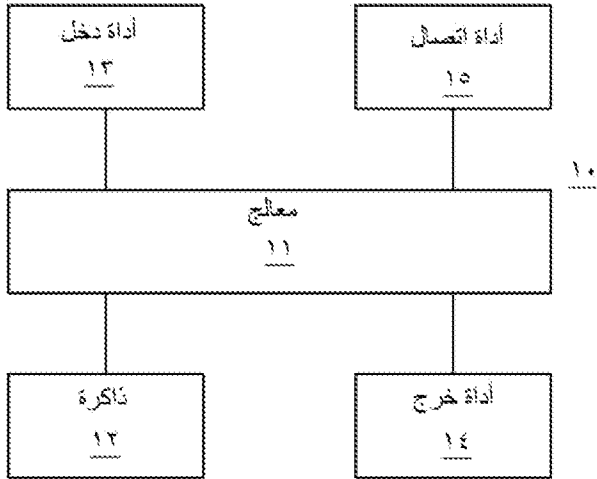 أداة اتصال
١٥
أداة دخل
١٣
١٠
معالج
١١
أداة خرج
١٤
ذاكرة
١٢